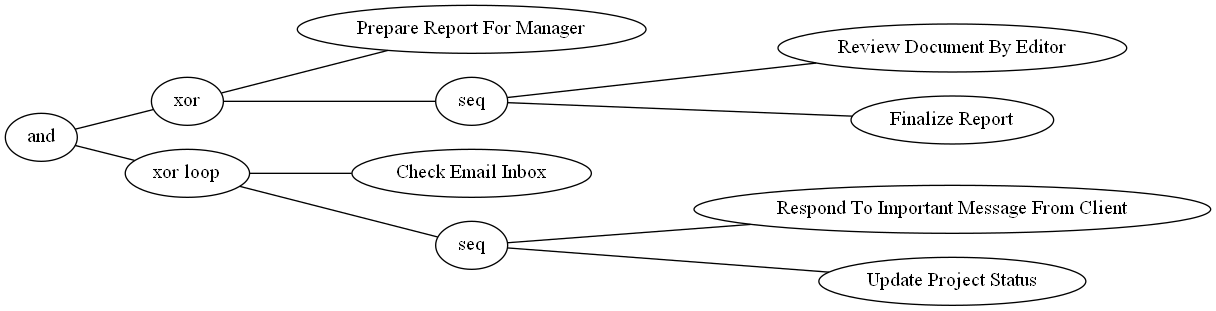 Prepare Report For Manager
Review Document By Editor
xor
seq
Finalize Report
and
xor loop
Check Email Inbox
Respond To Important Message From Client
seq
Update Project Status